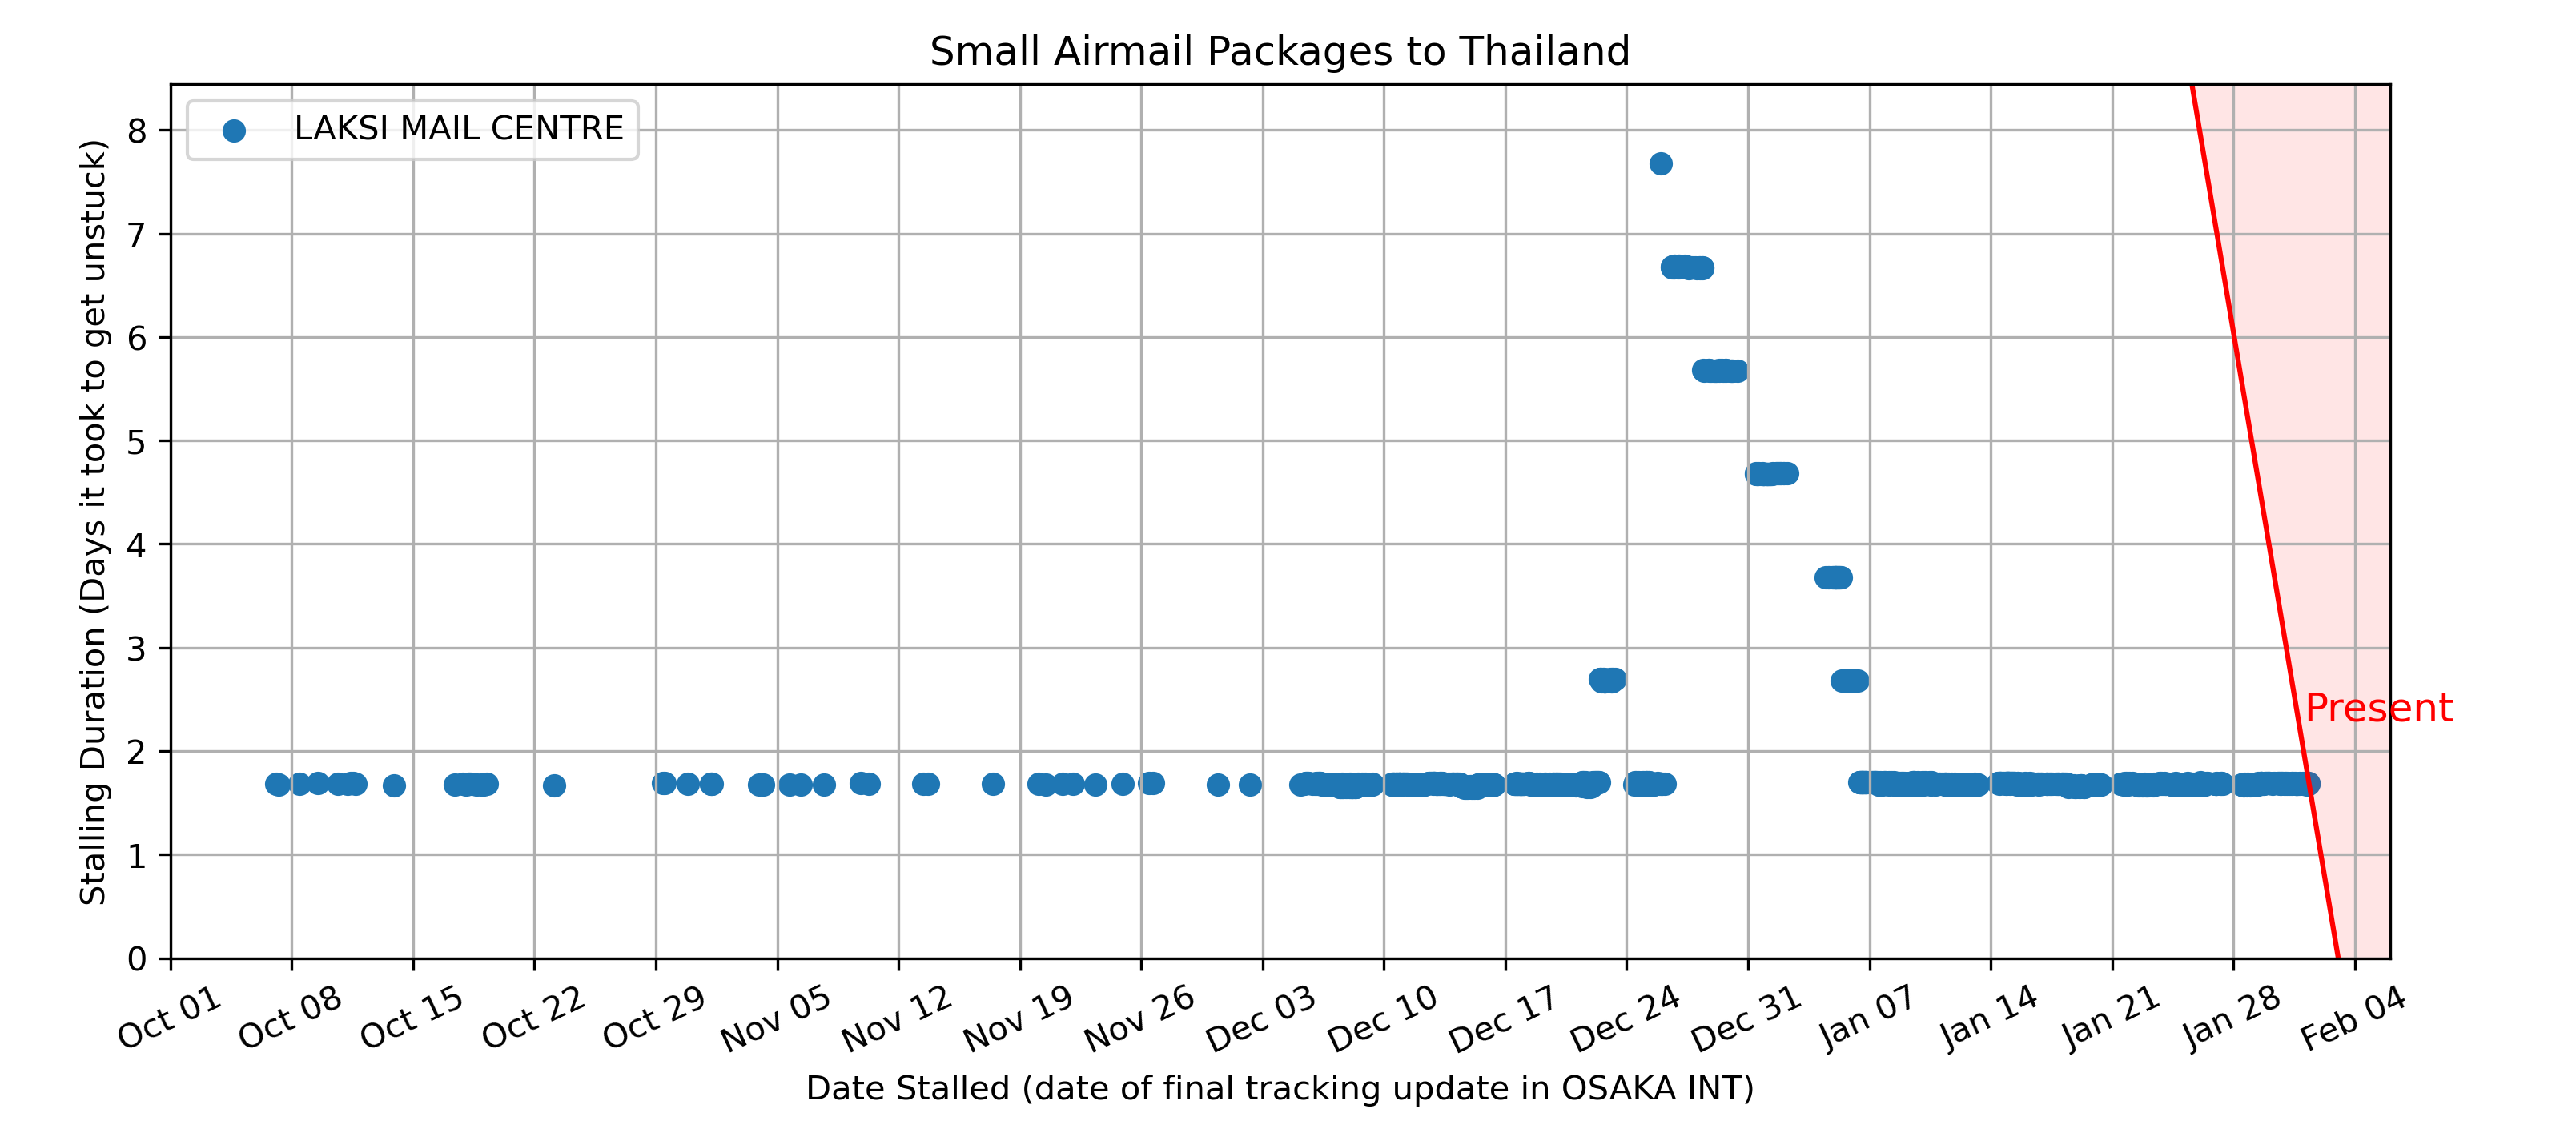 Small Airmail Packages to Thailand
LAKSI MAIL CENTRE
Stalling Duration (Days it took to get unstuck)
8
7
6
5
4
3
2
1
0
Present
Oct 01
Oct 08
Oct 15
Oct 22
Oct 29
Nov 05
Nov 12
Nov 19
Nov 26
Dec 03
Dec 10
Dec 17
Dec 24
Dec 31
Jan 07
Jan 14
Jan 21
Jan 28
Feb 04
Date Stalled (date of final tracking update in OSAKA INT)